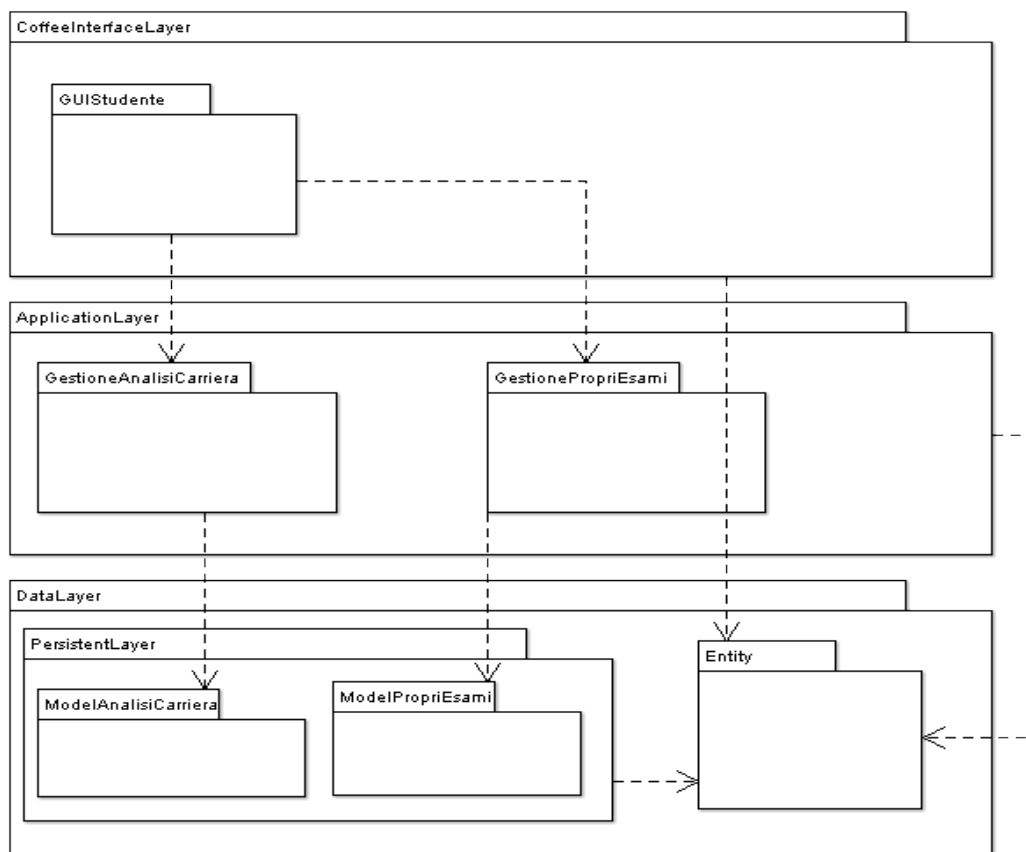 CoffeeInterfaceLayer
GUIStudente
ApplicationLayer
GestioneAnalisiCarriera
GestionePropriEsami
DataLayer
PersistentLayer
Entity
ModelAnalisiCarriera
ModelPropriEsami